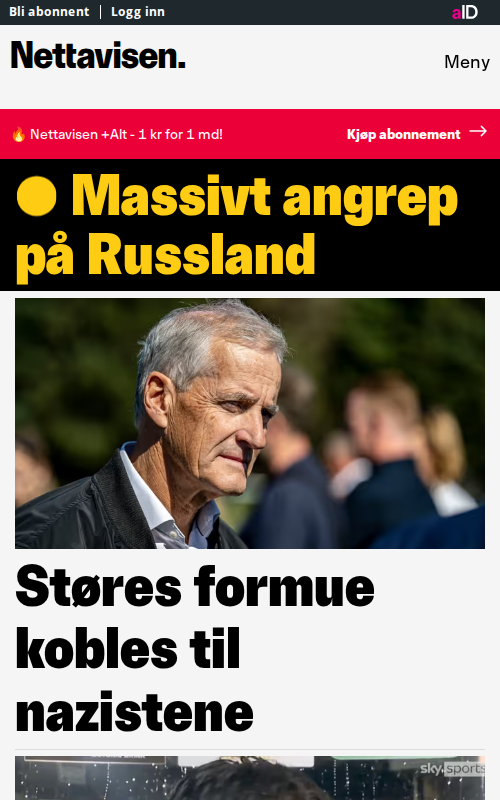 Bli abonnent | Logg inn
aID
Nettavisen.
Meny
🔥 Nettavisen +Alt - 1 kr for 1 md!
Kjøp abonnement →
Massivt angrep
på Russland
Støres formue
kobles til
nazistene
sky sports